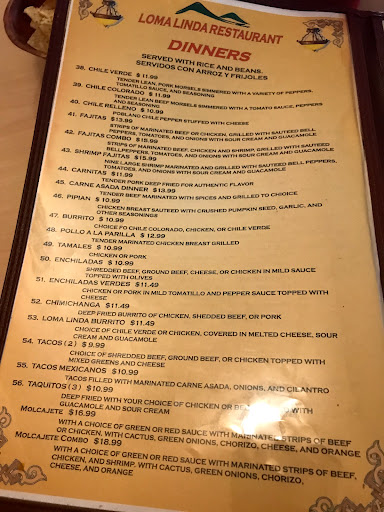 LOMA LINDA RESTAURANT
DINNERS
SERVED WITH RICE AND BEANS.
SERVIDOS CON ARROZ Y FRIJOLES
38. CHILE VERDE $ 11.99
TENDER LEAN, PORK MORSELS SIMMERED WITH A VARIETY OF PEPPERS,
TOMATILLO SAUCE, AND SEASONING
39. CHILE COLORADO $ 11.99
TENDER LEAN BEEF MORSELS SIMMERED WITH A TOMATO SAUCE, PEPPERS
AND SEASONING
40. CHILE RELLENO $ 10.99
POBLANO CHILE PEPPER STUFFED WITH CHEESE
41. FAJITAS $13.99
STRIPS OF MARINATED BEEF OR CHICKEN, GRILLED WITH SAUTEED BELL
PEPPERS, TOMATOES, AND ONIONS WITH SOUR CREAM AND GUACAMOLE
42. FAJITAS COMBO $15.99
STRIPS OF MARINATED BEEF, CHICKEN AND SHRIMP, GRILLED WITH SAUTEED
BELLPEPPERS, TOMATOES, AND ONIONS WITH SOUR CREAM AND GUACAMOLE
43. SHRIMP FAJITAS $15.99
NINE LARGE SHRIMP MARINATED AND GRILLED WITH SAUTEED BELL PEPPERS,
TOMATOES, AND ONIONS WITH SOUR CREAM AND GUACAMOLE
44. CARNITAS $11.99
TENDER PORK DEEP FRIED FOR AUTHENTIC FLAVOR
45. CARNE ASADA DINNER $13.99
TENDER BEEF MARINATED WITH SPICES AND GRILLED TO CHOICE
46. PIPIAN $ 10.99
CHICKEN BREAST SAUTEED WITH CRUSHED PUMPKIN SEED, GARLIC, AND
OTHER SEASONINGS
47. BURRITO $ 10.99
CHOICE FO CHILE COLORADO, CHICKEN, OR CHILE VERDE
48. POLLO A LA PARILLA $ 12.99
TENDER MARINATED CHICKEN BREAST GRILLED
49. TAMALES $ 10.99
CHICKEN OR PORK
50. ENCHILADAS $ 10.99
SHREDDED BEEF, GROUND BEEF, CHEESE, OR CHICKEN IN MILD SAUCE
TOPPED WITH OLIVES
51. ENCHILADAS VERDES $11.49
CHICKEN OR PORK IN MILD TOMATILLO AND PEPPER SAUCE TOPPED WITH
CHEESE
52. CHIMICHANGA $11.49
DEEP FRIED BURRITO OF CHICKEN, SHEDDED BEEF, OR PORK
53. LOMA LINDA BURRITO $11.49
CHOICE OF CHILE VERDE OR CHICKEN, COVERED IN MELTED CHEESE, SOUR
CREAM AND GUACAMOLE
54. TACOS ( 2 ) $ 9.99
CHOICE OF SHREDDED BEEF, GROUND BEEF, OR CHICKEN TOPPED WITH
MIXED GREENS AND CHEESE
55. TACOS MEXICANOS $10.99
TACOS FILLED WITH MARINATED CARNE ASADA, ONIONS, AND CILANTRO
56. TAQUITOS ( 3 ) $10.99
DEEP FRIED WITH YOUR CHOICE OF CHICKEN OR WITH
GUACAMOLE AND SOUR CREAM
MOLCAJETE $16.99
WITH A CHOICE OF GREEN OR RED SAUCE WITH MARINATED STRIPS OF BEEF
OR CHICKEN, WITH CACTUS, GREEN ONIONS, CHORIZO, CHEESE, AND ORANGE
MOLCAJETE COMBO $18.99
WITH A CHOICE OF GREEN OR RED SAUCE WITH MARINATED STRIPS OF BEEF,
CHICKEN, AND SHRIMP, WITH CACTUS, GREEN ONIONS, CHORIZO,
CHEESE, AND ORANGE